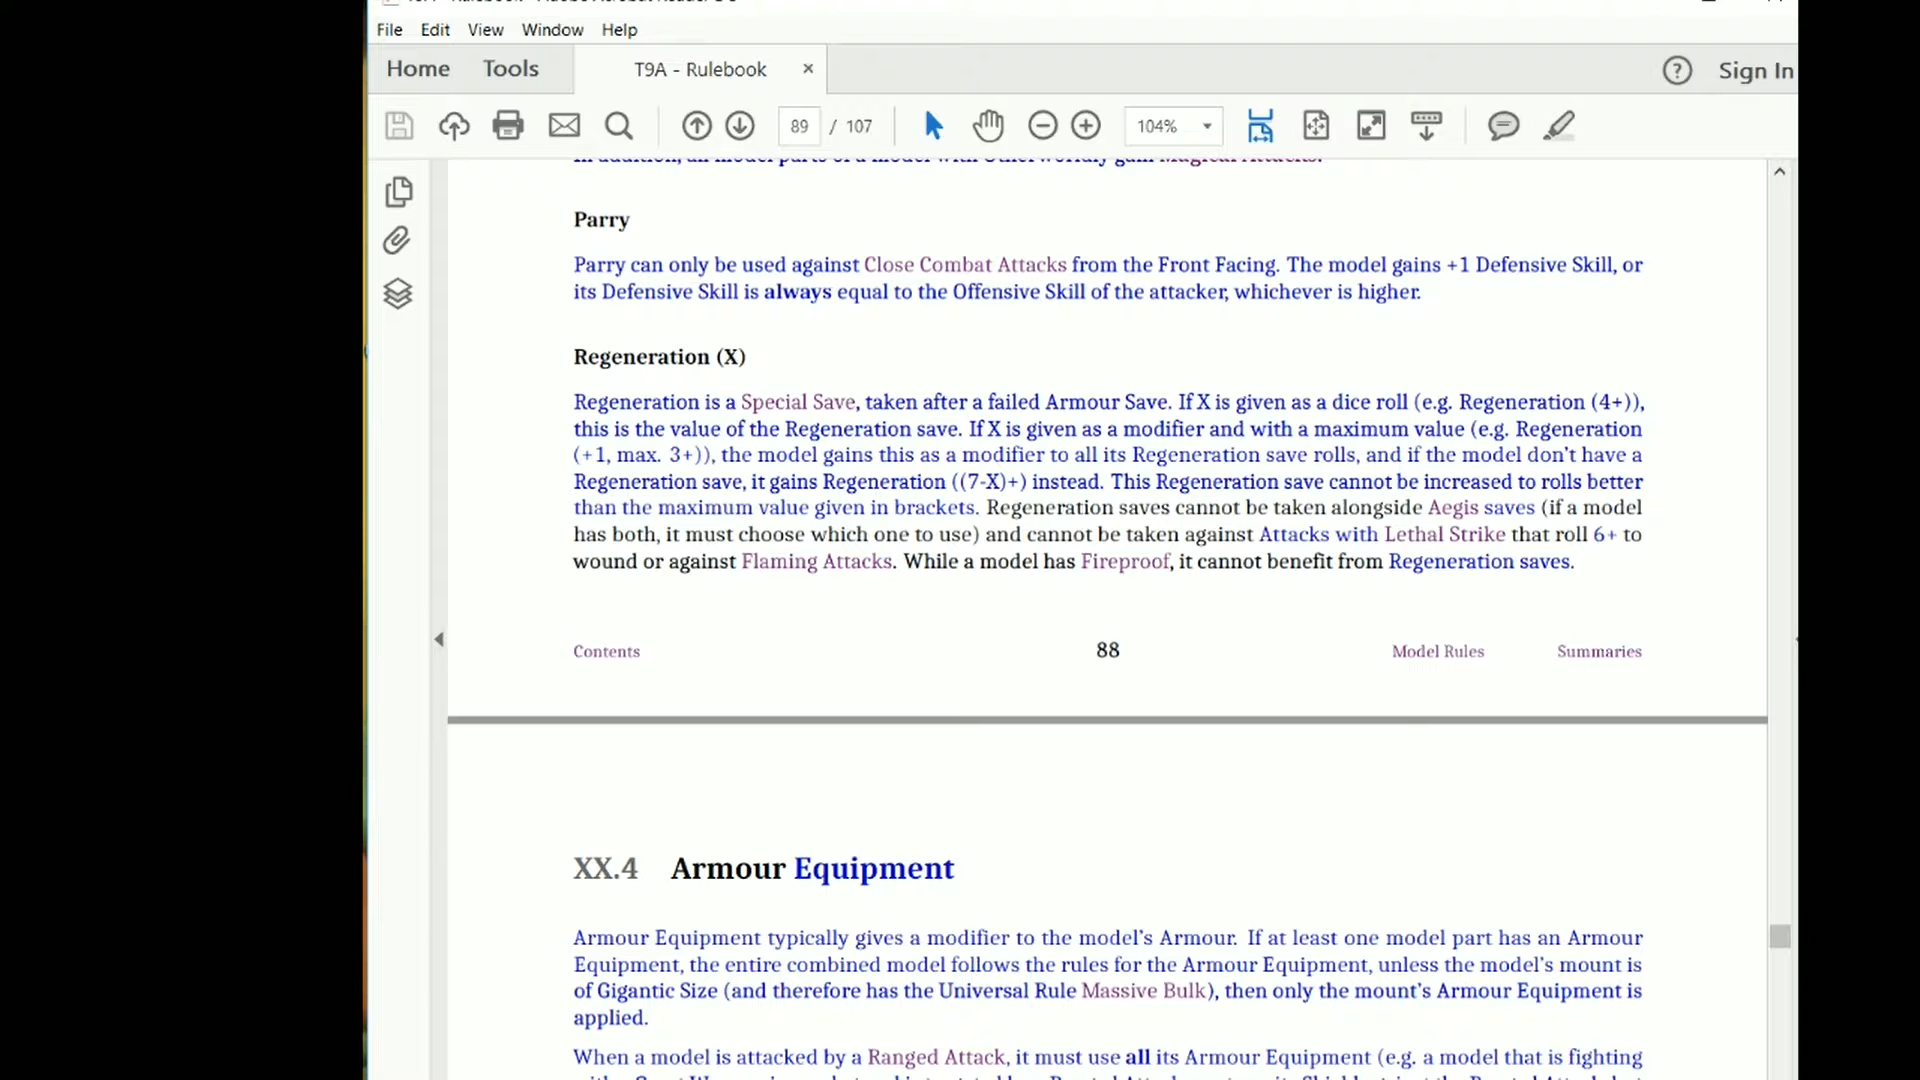 File Edit View Window Help
Home Tools T9A - Rulebook × ? Sign In
89 / 107 104%
in addition, all model parts of a model with Otherworldly gain Magical Attacks.
Parry
Parry can only be used against Close Combat Attacks from the Front Facing. The model gains +1 Defensive Skill, or
its Defensive Skill is always equal to the Offensive Skill of the attacker, whichever is higher.
Regeneration (X)
Regeneration is a Special Save, taken after a failed Armour Save. If X is given as a dice roll (e.g. Regeneration (4+)),
this is the value of the Regeneration save. If X is given as a modifier and with a maximum value (e.g. Regeneration
(+1, max. 3+)), the model gains this as a modifier to all its Regeneration save rolls, and if the model don't have a
Regeneration save, it gains Regeneration ((7-X)+) instead. This Regeneration save cannot be increased to rolls better
than the maximum value given in brackets. Regeneration saves cannot be taken alongside Aegis saves (if a model
has both, it must choose which one to use) and cannot be taken against Attacks with Lethal Strike that roll 6+ to
wound or against Flaming Attacks. While a model has Fireproof, it cannot benefit from Regeneration saves.
Contents 88 Model Rules Summaries
XX.4 Armour Equipment
Armour Equipment typically gives a modifier to the model's Armour. If at least one model part has an Armour
Equipment, the entire combined model follows the rules for the Armour Equipment, unless the model's mount is
of Gigantic Size (and therefore has the Universal Rule Massive Bulk), then only the mount's Armour Equipment is
applied.
When a model is attacked by a Ranged Attack, it must use all its Armour Equipment (e.g. a model that is fighting